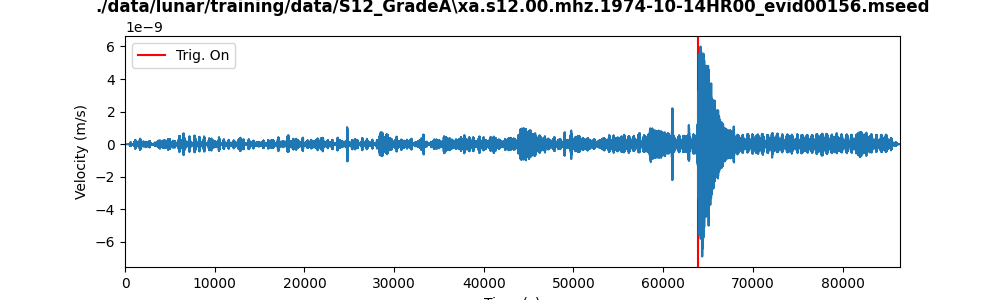 ./data/lunar/training/data/S12_GradeA\xa.s12.00.mhz.1974-10-14HR00_evid00156.mseed
1e−9
Trig. On
6
4
2
0
−2
−4
−6
Velocity (m/s)
0 10000 20000 30000 40000 50000 60000 70000 80000